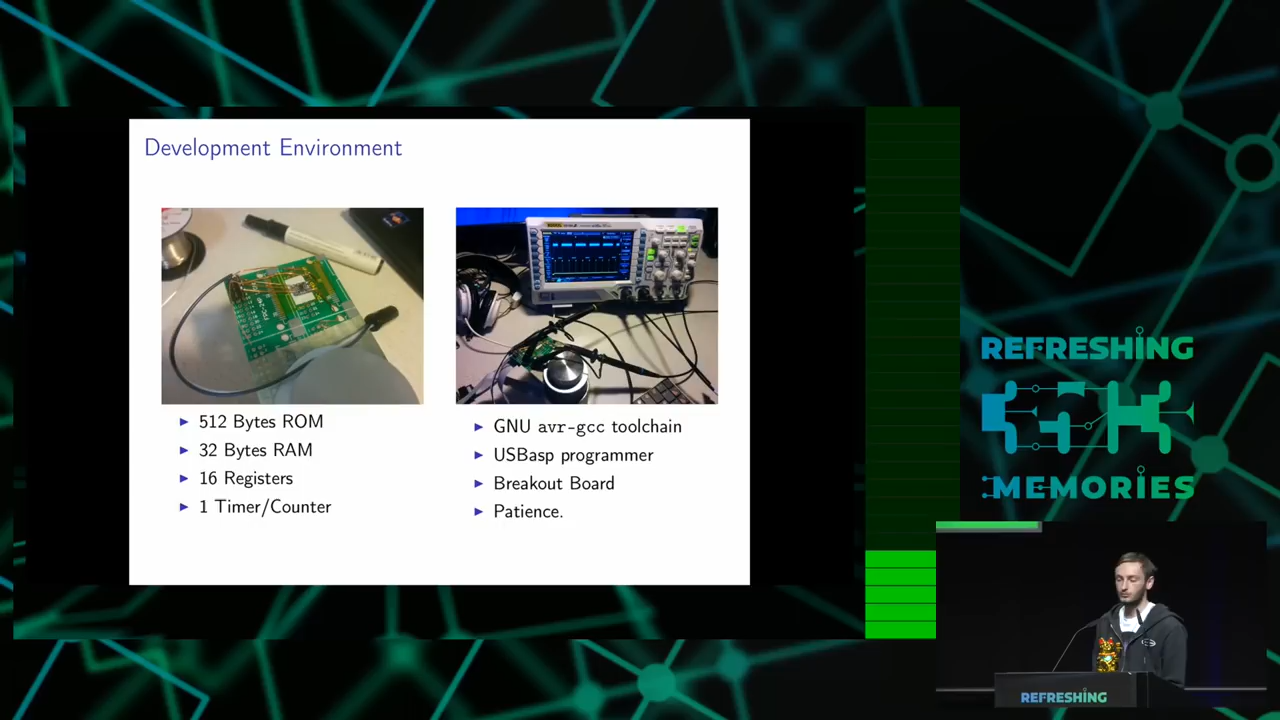 Development Environment
512 Bytes ROM
32 Bytes RAM
16 Registers
1 Timer/Counter
GNU avr-gcc toolchain
USBasp programmer
Breakout Board
Patience.
REFRESHING
MEMORIES
REFRESHING